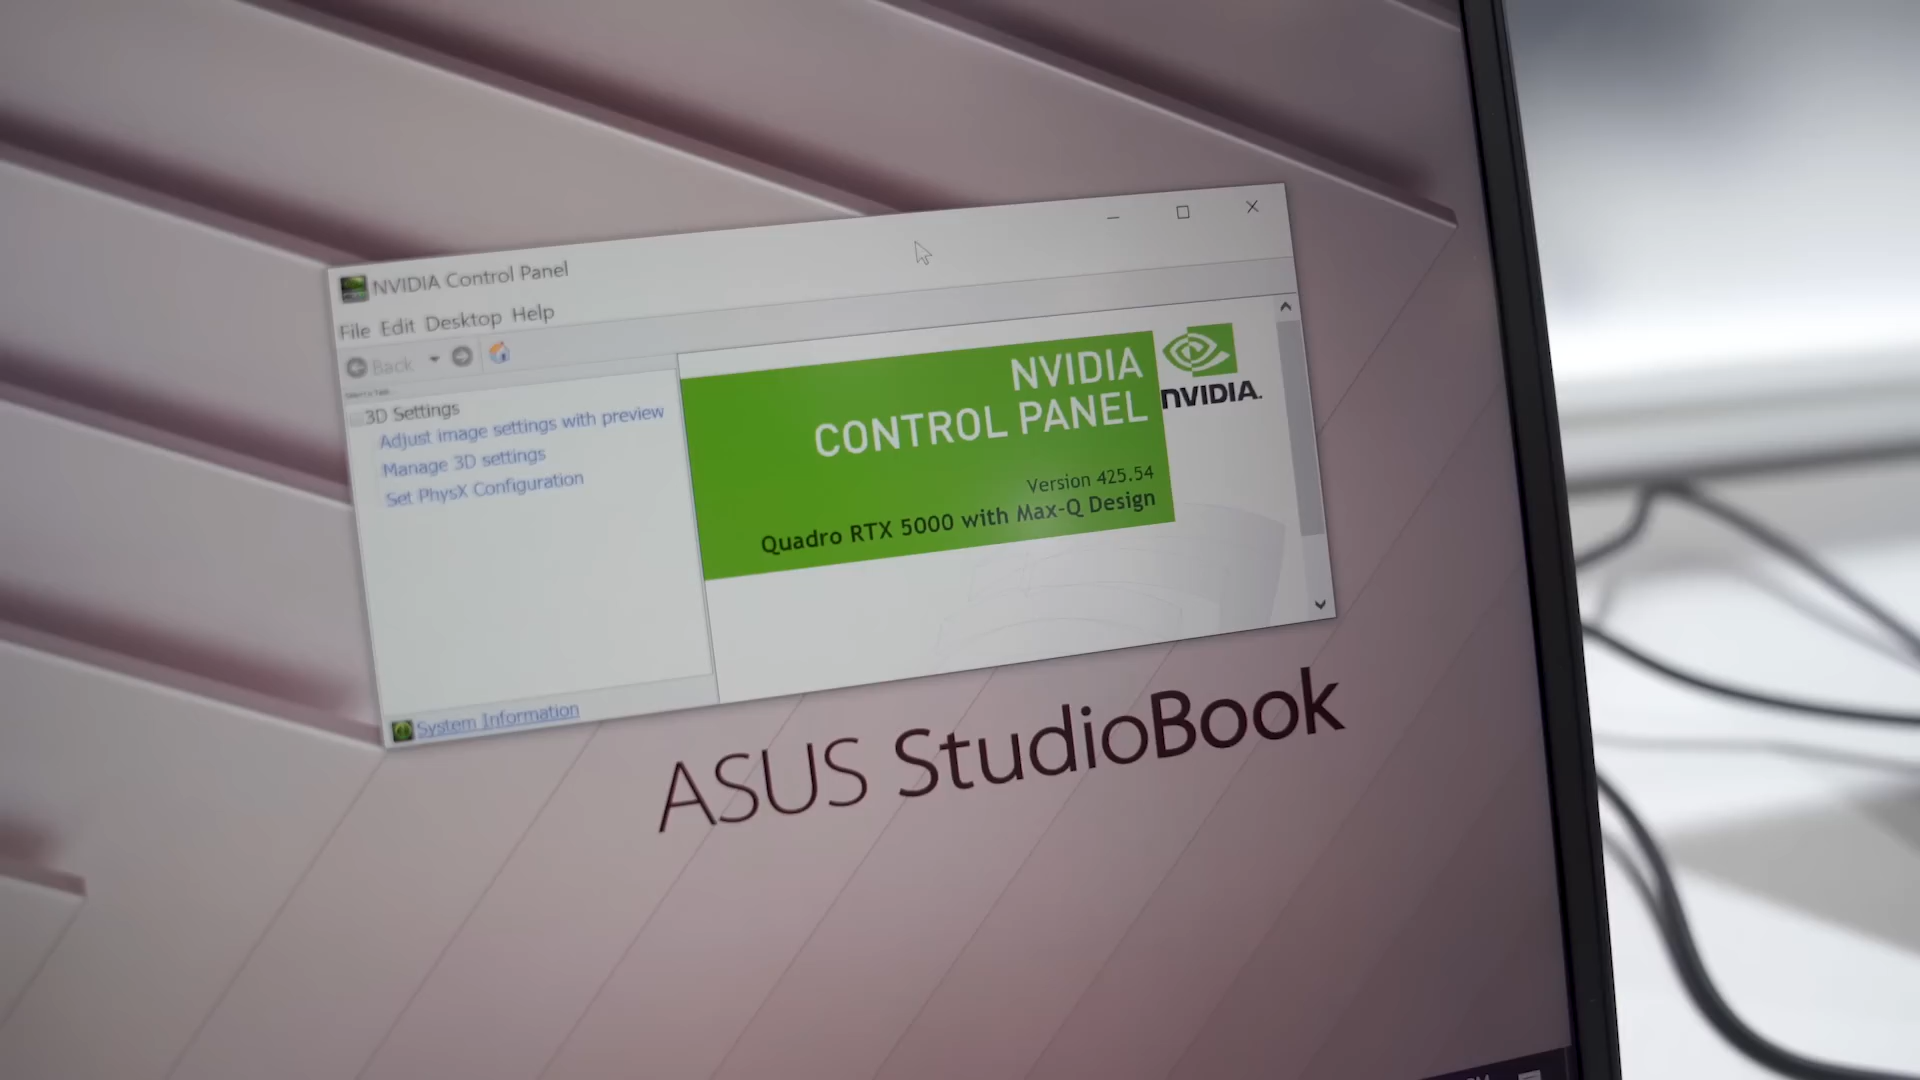 NVIDIA Control Panel
File Edit Desktop Help
Back
3D Settings
Adjust image settings with preview
Manage 3D settings
Set PhysX Configuration
NVIDIA
CONTROL PANEL
Version 425.54
Quadro RTX 5000 with Max-Q Design
NVIDIA.
System Information
ASUS StudioBook